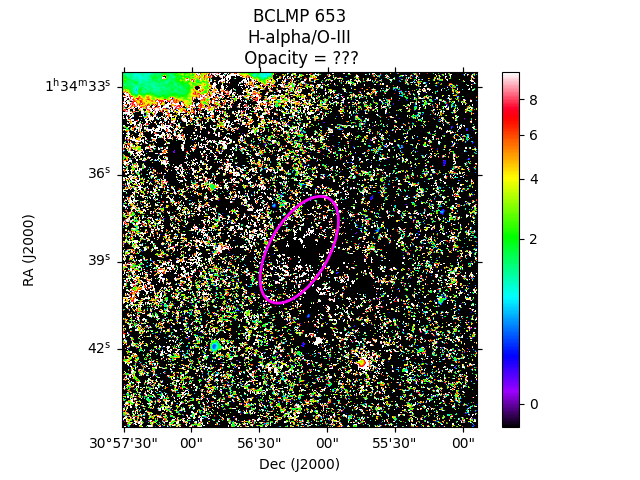 BCLMP 653
H-alpha/O-III
Opacity = ???
1ʰ34ᵐ33ˢ
36ˢ
39ˢ
42ˢ
RA (J2000)
30°57'30" 00" 56'30" 00" 55'30" 00"
Dec (J2000)
8
6
4
2
0